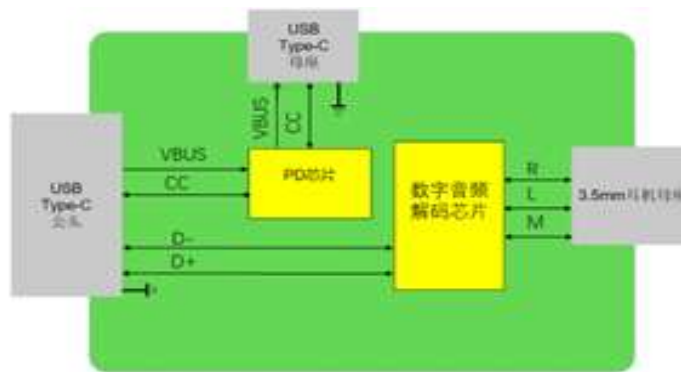 USB
Type-C
母座
VBUS
CC
USB
Type-C
公头
VBUS
CC
D-
D+
PD芯片
数字音频
解码芯片
R
L
M
3.5mm耳机母座